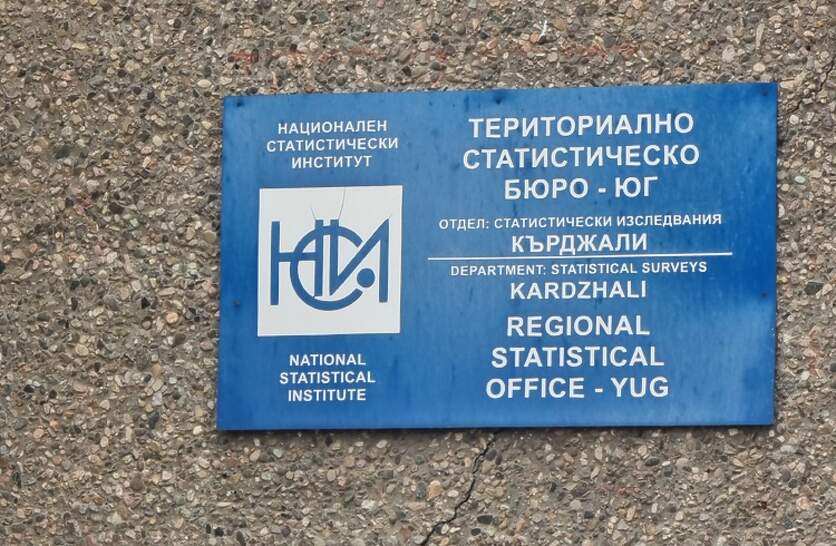 НАЦИОНАЛЕН
СТАТИСТИЧЕСКИ
ИНСТИТУТ
НСИ
NATIONAL
STATISTICAL
INSTITUTE
ТЕРИТОРИАЛНО
СТАТИСТИЧЕСКО
БЮРО - ЮГ
ОТДЕЛ: СТАТИСТИЧЕСКИ ИЗСЛЕДВАНИЯ
КЪРДЖАЛИ
DEPARTMENT: STATISTICAL SURVEYS
KARDZHALI
REGIONAL
STATISTICAL
OFFICE - YUG